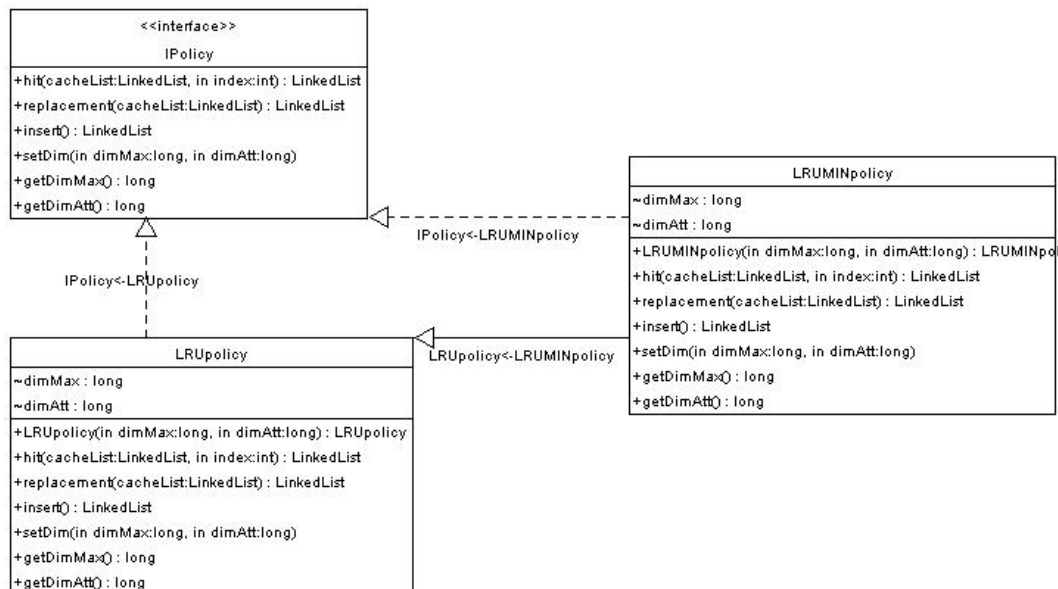 <<interface>>
IPolicy
+hit(cacheList:LinkedList, in index:int) : LinkedList
+replacement(cacheList:LinkedList) : LinkedList
+insert() : LinkedList
+setDim(in dimMax:long, in dimAtt:long)
+getDimMax() : long
+getDimAtt() : long
IPolicy<-LRUMINpolicy
IPolicy<-LRUpolicy
LRUMINpolicy
~dimMax : long
~dimAtt : long
+LRUMINpolicy(in dimMax:long, in dimAtt:long) : LRUMINpol
+hit(cacheList:LinkedList, in index:int) : LinkedList
+replacement(cacheList:LinkedList) : LinkedList
+insert() : LinkedList
+setDim(in dimMax:long, in dimAtt:long)
+getDimMax() : long
+getDimAtt() : long
LRUpolicy<-LRUMINpolicy
LRUpolicy
~dimMax : long
~dimAtt : long
+LRUpolicy(in dimMax:long, in dimAtt:long) : LRUpolicy
+hit(cacheList:LinkedList, in index:int) : LinkedList
+replacement(cacheList:LinkedList) : LinkedList
+insert() : LinkedList
+setDim(in dimMax:long, in dimAtt:long)
+getDimMax() : long
+getDimAtt() : long